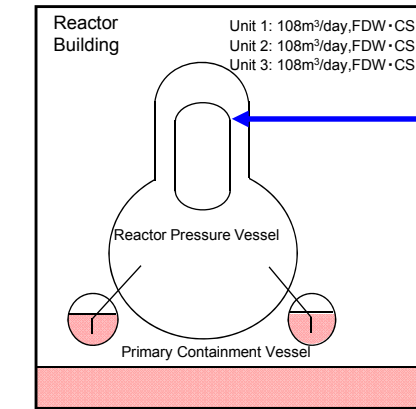 Reactor
Building
Unit 1: 108m³/day,FDW・CS
Unit 2: 108m³/day,FDW・CS
Unit 3: 108m³/day,FDW・CS
Reactor Pressure Vessel
Primary Containment Vessel